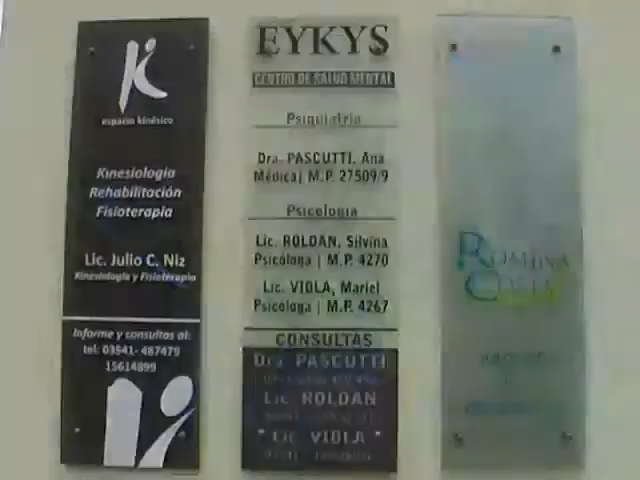 espacio kinésico
Kinesiología
Rehabilitación
Fisioterapia
Lic. Julio C. Niz
Kinesiología y Fisioterapia
Informe y consultas al:
tel: 03541- 487479
15614899
EYKYS
CENTRO DE SALUD MENTAL
Psiquiatría
Dra. PASCUTTI, Ana
Médica| M.P. 27509/9
Psicología
Lic. ROLDAN, Silvina
Psicóloga | M.P. 4270
Lic. VIOLA, Mariel
Psicóloga | M.P. 4267
CONSULTAS
Dra. PASCUTTI
Lic. ROLDAN
Lic. VIOLA
ROMINA